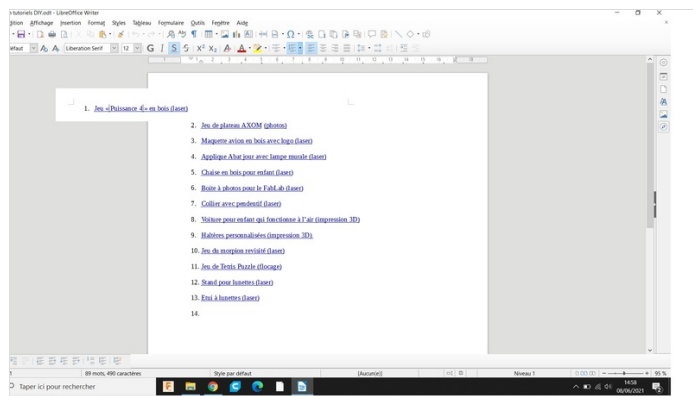 n tutoriels DIY.odt - LibreOffice Writer
dition Affichage Insertion Format Styles Tableau Formulaire Outils Fenêtre Aide
éfaut Liberation Serif 12 G I S S X² X₂
1. Jeu «Puissance 4» en bois (laser)
2. Jeu de plateau AXOM (photos)
3. Maquette avion en bois avec logo (laser)
4. Applique Abat jour avec lampe murale (laser)
5. Chaise en bois pour enfant (laser)
6. Boite à photos pour le FabLab (laser)
7. Collier avec pendentif (laser)
8. Voiture pour enfant qui fonctionne à l'air (impression 3D)
9. Haltères personnalisées (impression 3D)
10. Jeu du morpion revisité (laser)
11. Jeu de Tetris Puzzle (flocage)
12. Stand pour lunettes (laser)
13. Etui à lunettes (laser)
14.
89 mots, 490 caractères Style par défaut [Aucun(e)] Niveau 1 95 %
Taper ici pour rechercher
14:58
08/06/2021